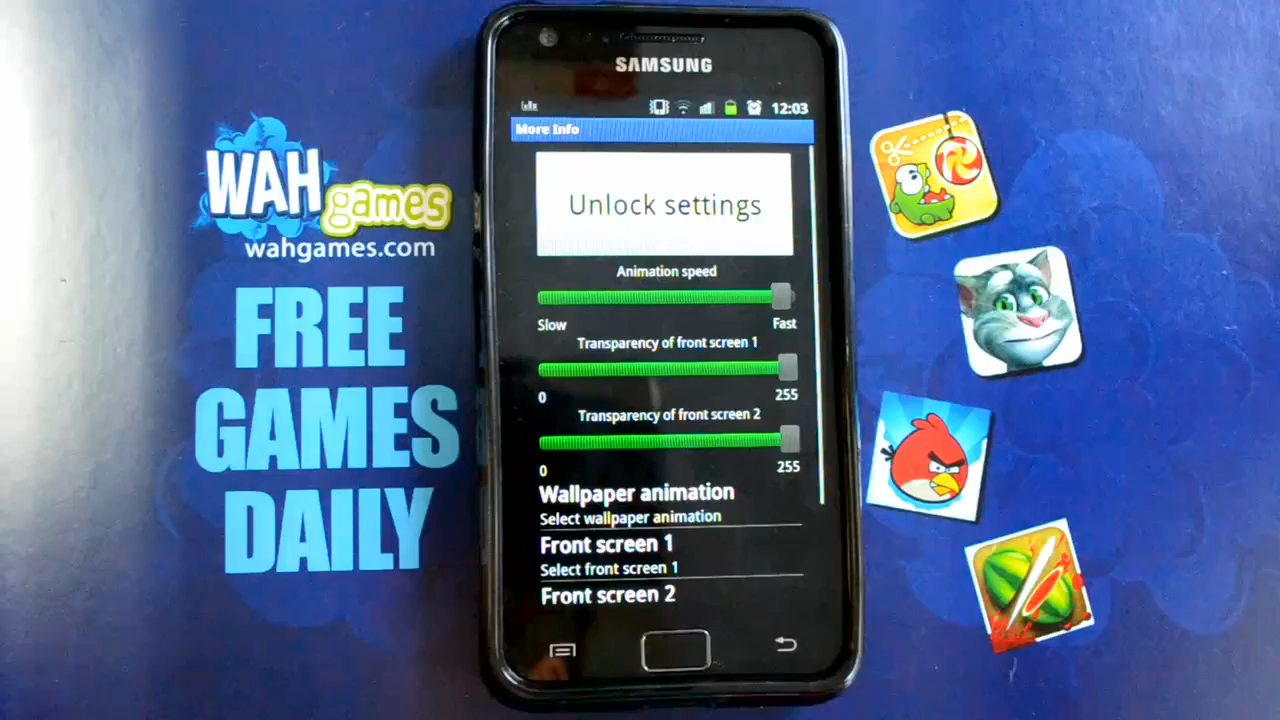 WAH
games
wahgames.com
FREE
GAMES
DAILY
SAMSUNG
12:03
More Info
Unlock settings
Animation speed
Slow
Fast
Transparency of front screen 1
0
255
Transparency of front screen 2
0
255
Wallpaper animation
Select wallpaper animation
Front screen 1
Select front screen 1
Front screen 2